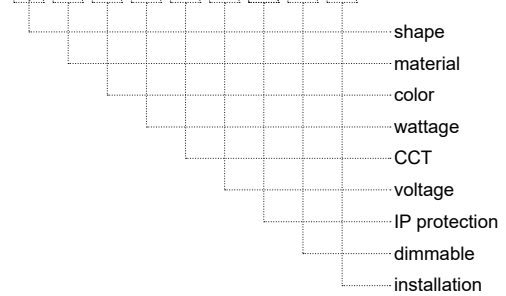 shape
material
color
wattage
CCT
voltage
IP protection
dimmable
installation